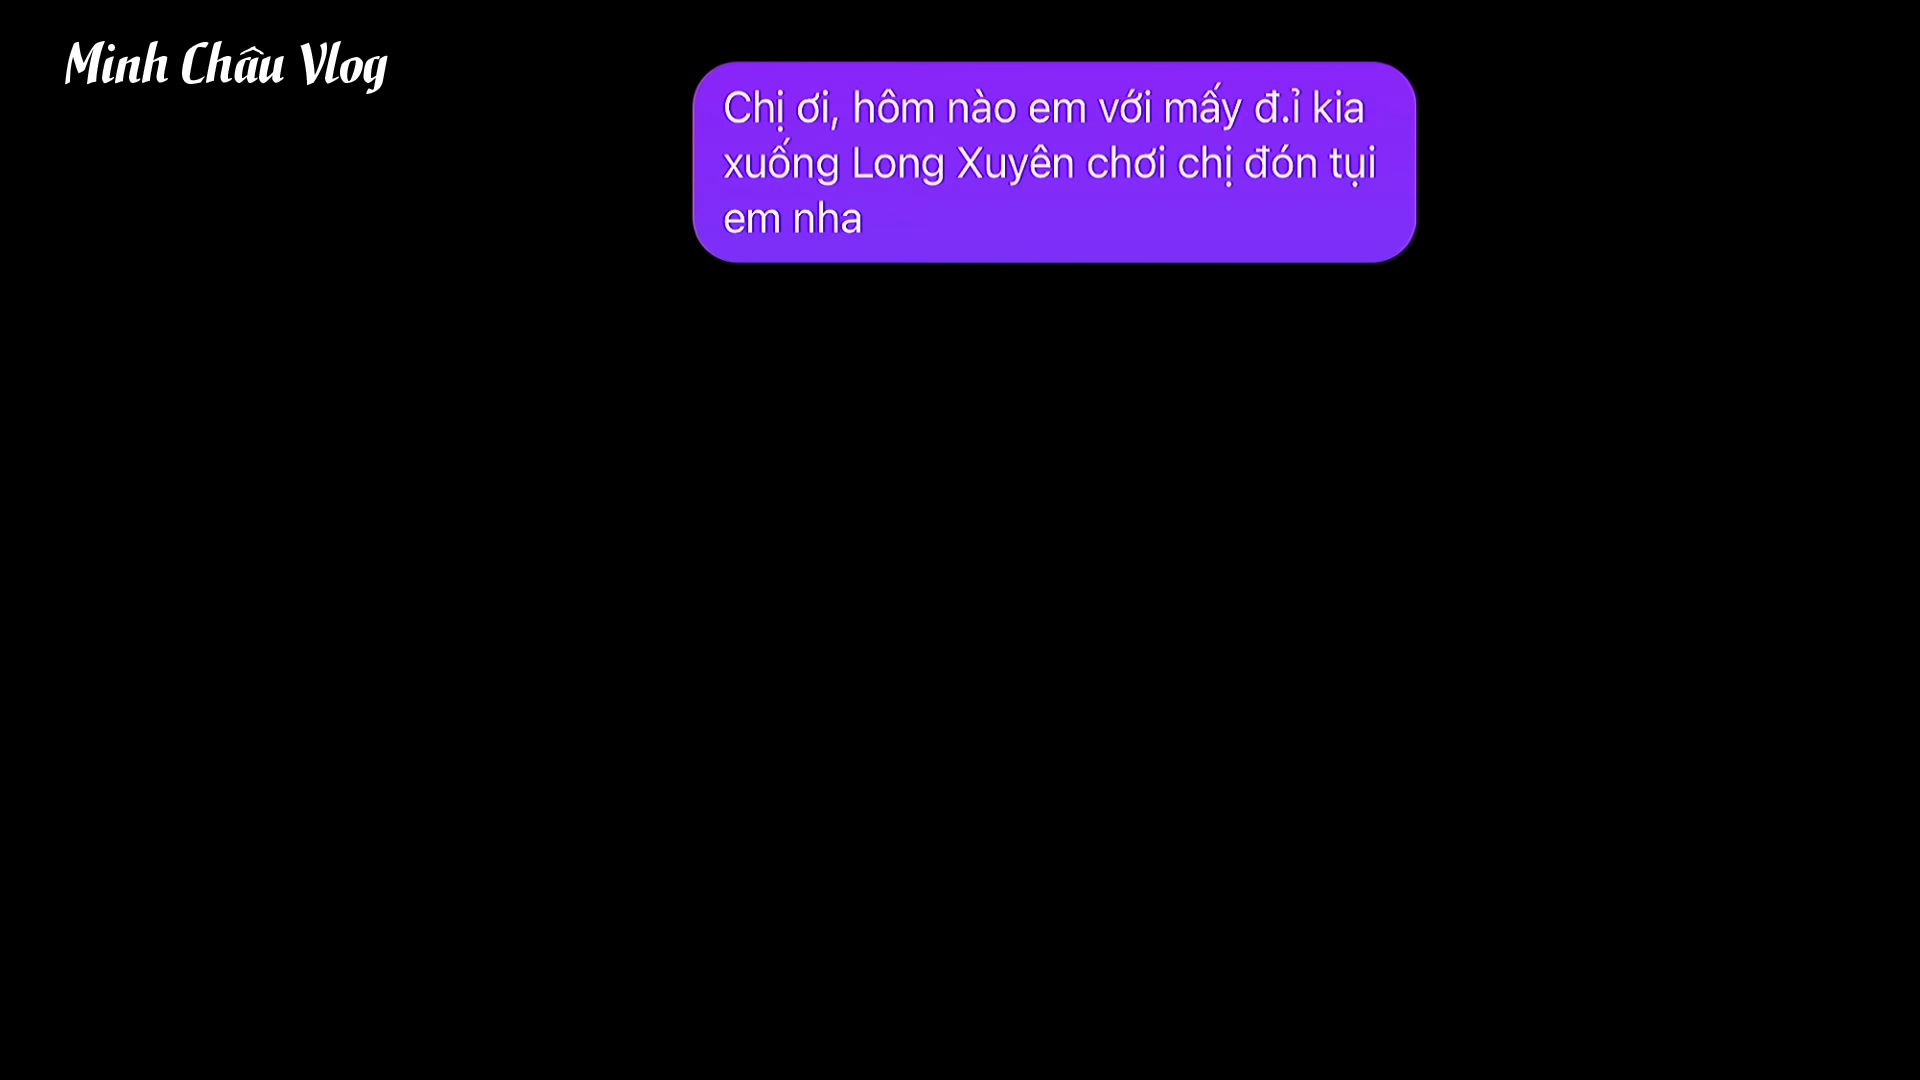 Minh Châu Vlog
Chị ơi, hôm nào em với mấy đ.ỉ kia
xuống Long Xuyên chơi chị đón tụi
em nha